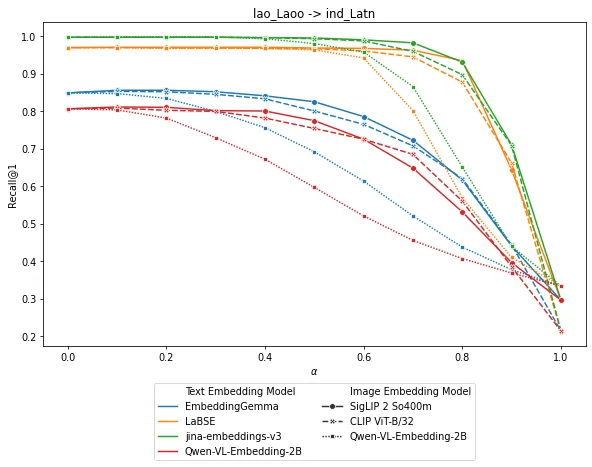 lao_Laoo -> ind_Latn
1.0
0.9
0.8
0.7
0.6
0.5
0.4
0.3
0.2
Recall@1
0.0 0.2 0.4 0.6 0.8 1.0
α
Text Embedding Model Image Embedding Model
EmbeddingGemma SigLIP 2 So400m
LaBSE CLIP ViT-B/32
jina-embeddings-v3 Qwen-VL-Embedding-2B
Qwen-VL-Embedding-2B